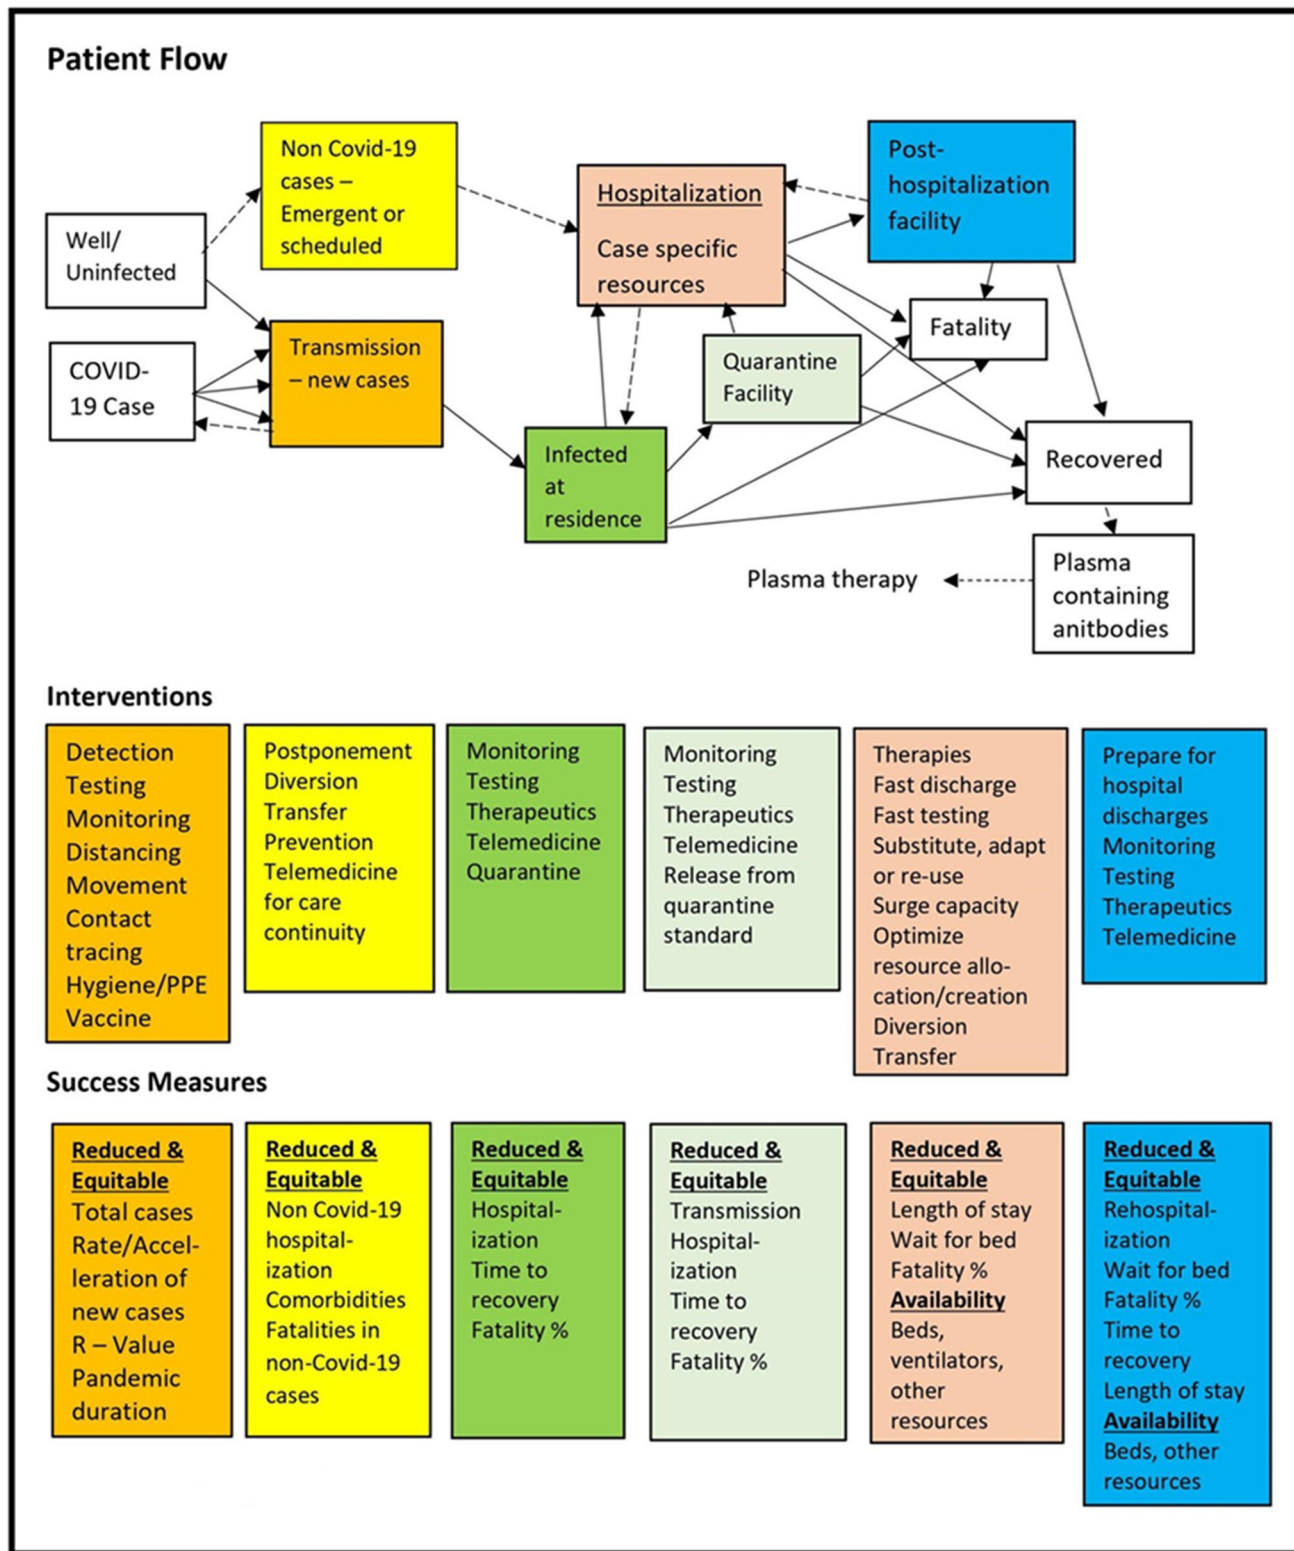 Patient Flow
Non Covid-19
cases –
Emergent or
scheduled
Post-
hospitalization
facility
Hospitalization
Case specific
resources
Well/
Uninfected
Fatality
Transmission
– new cases
Quarantine
Facility
COVID-
19 Case
Infected
at
residence
Recovered
Plasma therapy
Plasma
containing
anitbodies
Interventions
Detection
Testing
Monitoring
Distancing
Movement
Contact
tracing
Hygiene/PPE
Vaccine
Postponement
Diversion
Transfer
Prevention
Telemedicine
for care
continuity
Monitoring
Testing
Therapeutics
Telemedicine
Quarantine
Monitoring
Testing
Therapeutics
Telemedicine
Release from
quarantine
standard
Therapies
Fast discharge
Fast testing
Substitute, adapt
or re-use
Surge capacity
Optimize
resource allo-
cation/creation
Diversion
Transfer
Prepare for
hospital
discharges
Monitoring
Testing
Therapeutics
Telemedicine
Success Measures
Reduced &
Equitable
Total cases
Rate/Accel-
leration of
new cases
R – Value
Pandemic
duration
Reduced &
Equitable
Non Covid-19
hospital-
ization
Comorbidities
Fatalities in
non-Covid-19
cases
Reduced &
Equitable
Hospital-
ization
Time to
recovery
Fatality %
Reduced &
Equitable
Transmission
Hospital-
ization
Time to
recovery
Fatality %
Reduced &
Equitable
Length of stay
Wait for bed
Fatality %
Availability
Beds,
ventilators,
other
resources
Reduced &
Equitable
Rehospital-
ization
Wait for bed
Fatality %
Time to
recovery
Length of stay
Availability
Beds, other
resources